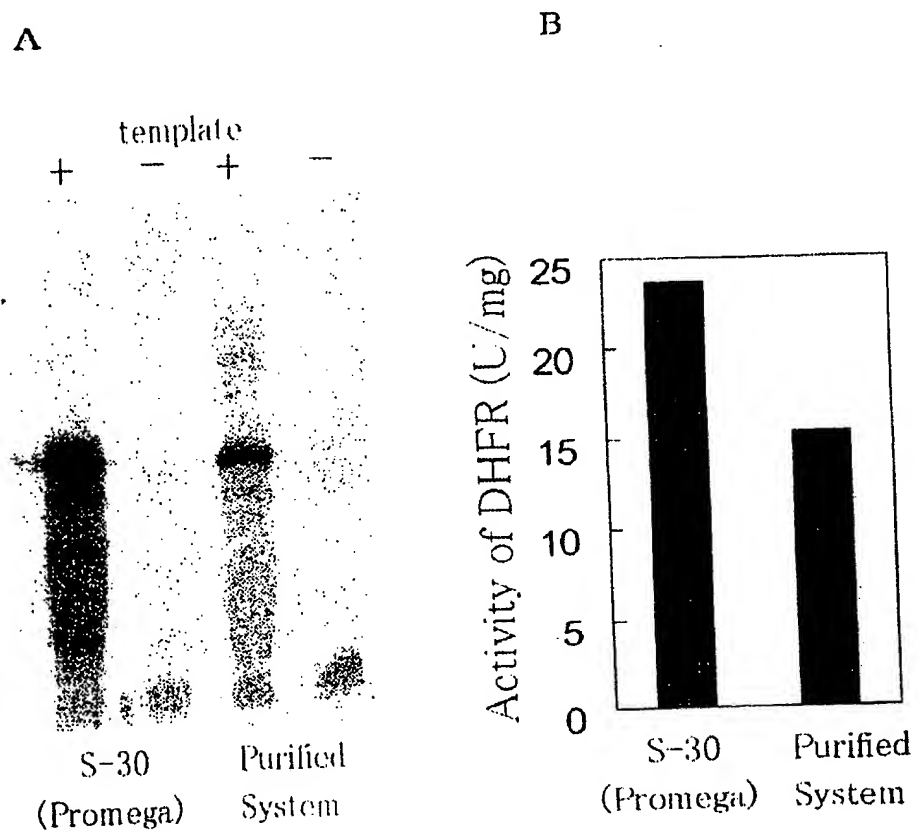 A
template
+ − + −
S-30
(Promega)
Purified
System
B
Activity of DHFR (U/mg)
25
20
15
10
5
0
S-30
(Promega)
Purified
System